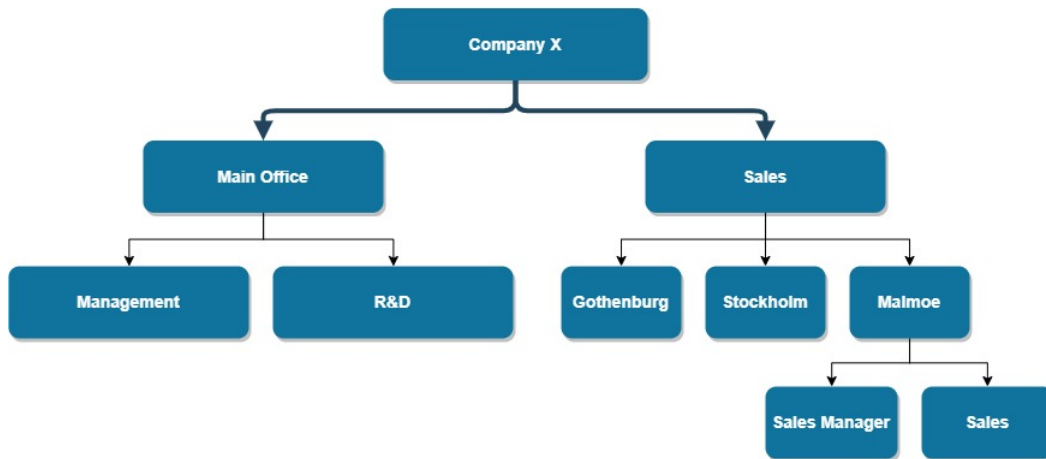 Company X
Main Office
Sales
Management
R&D
Gothenburg
Stockholm
Malmoe
Sales Manager
Sales